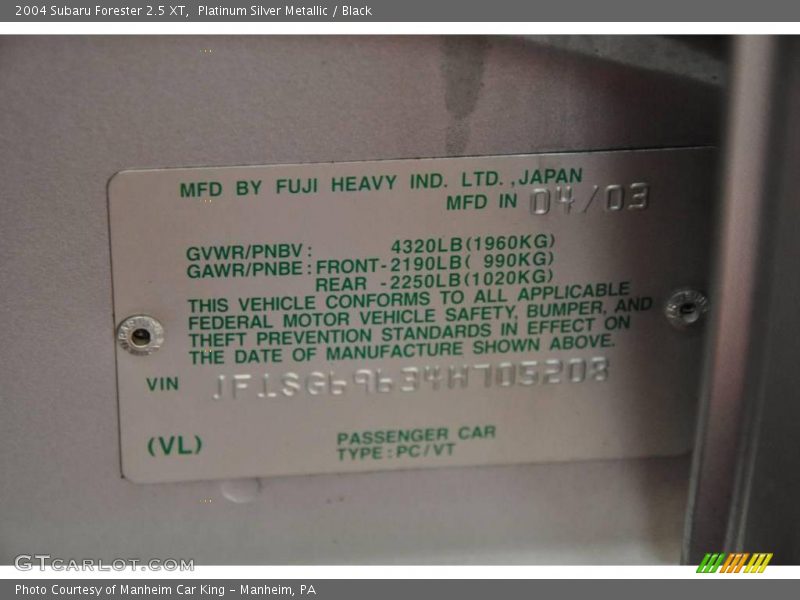 2004 Subaru Forester 2.5 XT,  Platinum Silver Metallic / Black
MFD BY FUJI HEAVY IND. LTD.,JAPAN
MFD IN 04/03
GVWR/PNBV: 4320LB(1960KG)
GAWR/PNBE:FRONT-2190LB( 990KG)
REAR -2250LB(1020KG)
THIS VEHICLE CONFORMS TO ALL APPLICABLE
FEDERAL MOTOR VEHICLE SAFETY, BUMPER, AND
THEFT PREVENTION STANDARDS IN EFFECT ON
THE DATE OF MANUFACTURE SHOWN ABOVE.
VIN JF1SG69634H705208
(VL) PASSENGER CAR
TYPE:PC/VT
GTcarlot.com
Photo Courtesy of Manheim Car King - Manheim, PA